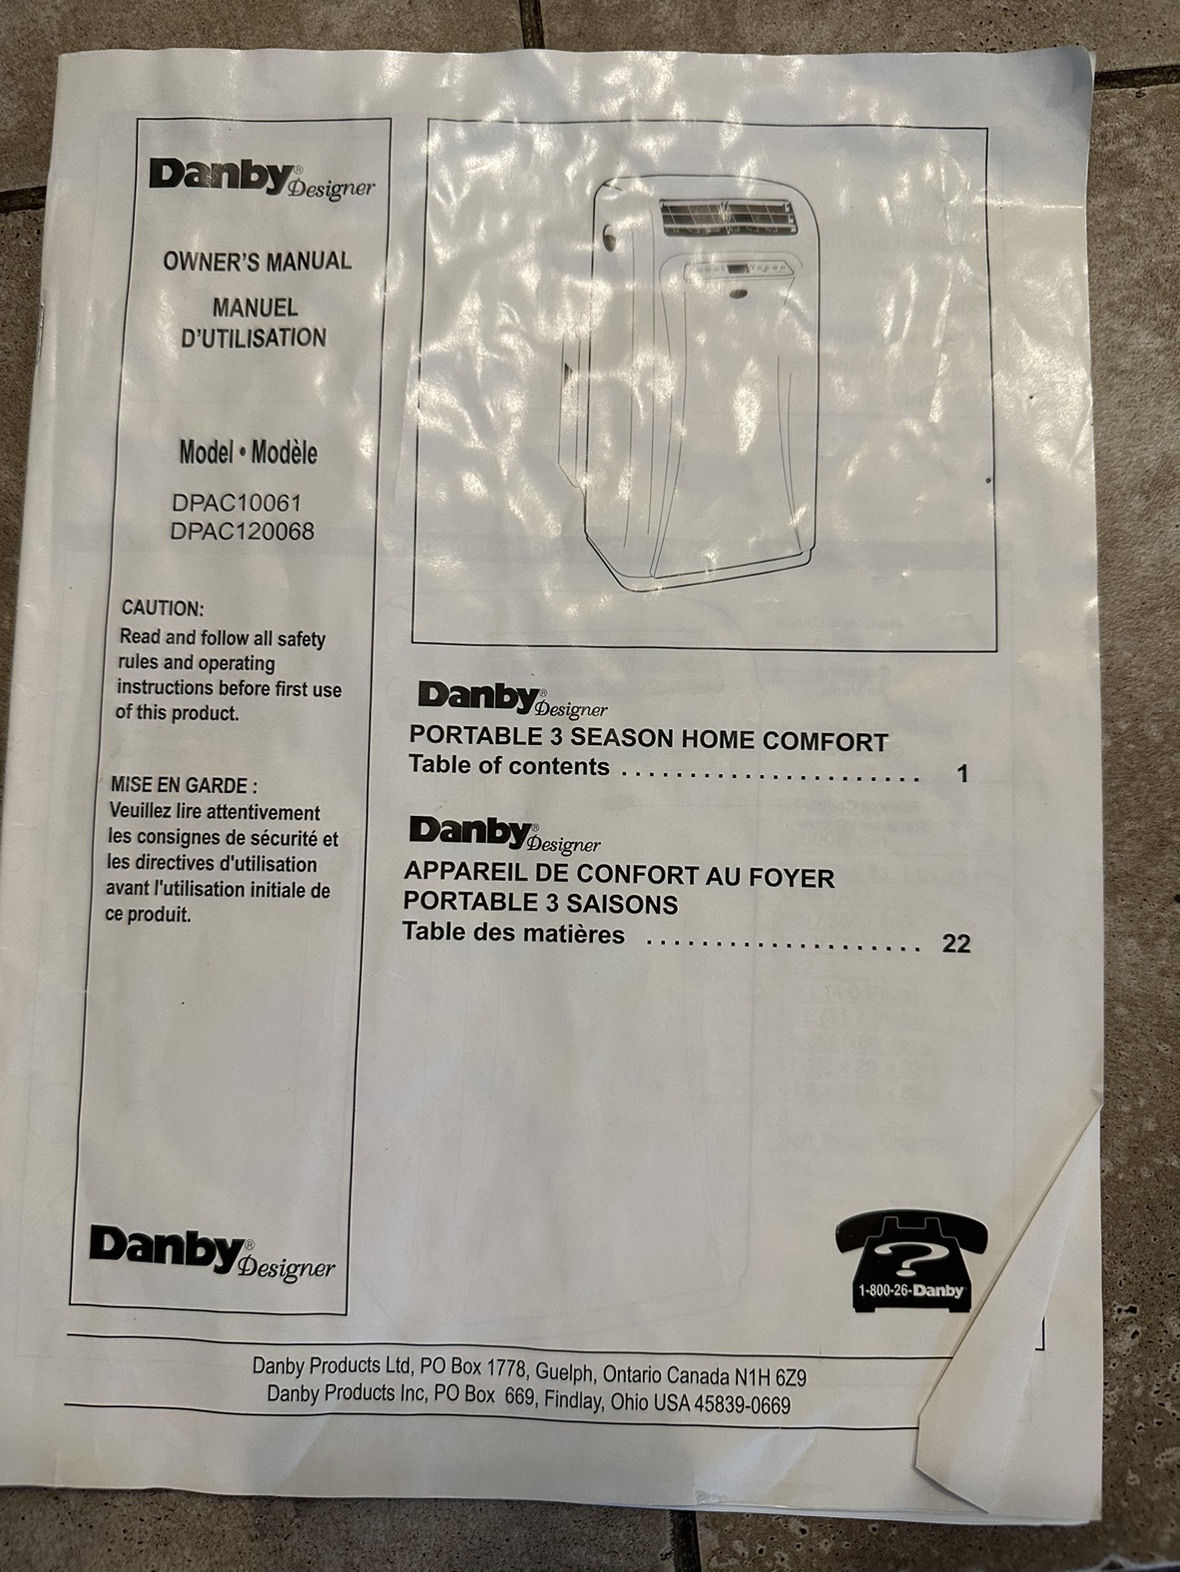 Danby® Designer
OWNER'S MANUAL
MANUEL
D'UTILISATION
Model • Modèle
DPAC10061
DPAC120068
CAUTION:
Read and follow all safety
rules and operating
instructions before first use
of this product.
MISE EN GARDE :
Veuillez lire attentivement
les consignes de sécurité et
les directives d'utilisation
avant l'utilisation initiale de
ce produit.
Danby® Designer
Danby® Designer
PORTABLE 3 SEASON HOME COMFORT
Table of contents . . . . . . . . . . . . . . . . . . . . . . . 1
Danby® Designer
APPAREIL DE CONFORT AU FOYER
PORTABLE 3 SAISONS
Table des matières . . . . . . . . . . . . . . . . . . . . . 22
?
1-800-26-Danby
Danby Products Ltd, PO Box 1778, Guelph, Ontario Canada N1H 6Z9
Danby Products Inc, PO Box 669, Findlay, Ohio USA 45839-0669